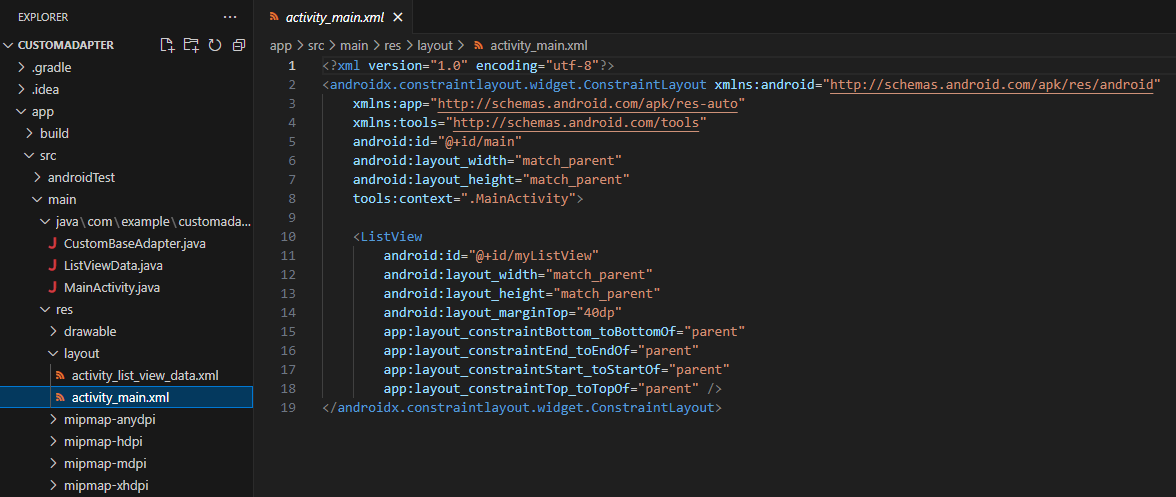 EXPLORER
...
CUSTOMADAPTER
.gradle
.idea
app
build
src
androidTest
main
java\com\example\customada...
CustomBaseAdapter.java
ListViewData.java
MainActivity.java
res
drawable
layout
activity_list_view_data.xml
activity_main.xml
mipmap-anydpi
mipmap-hdpi
mipmap-mdpi
mipmap-xhdpi
activity_main.xml
app > src > main > res > layout > activity_main.xml
1 <?xml version="1.0" encoding="utf-8"?>
2 <androidx.constraintlayout.widget.ConstraintLayout xmlns:android="http://schemas.android.com/apk/res/android"
3 xmlns:app="http://schemas.android.com/apk/res-auto"
4 xmlns:tools="http://schemas.android.com/tools"
5 android:id="@+id/main"
6 android:layout_width="match_parent"
7 android:layout_height="match_parent"
8 tools:context=".MainActivity">
9
10 <ListView
11 android:id="@+id/myListView"
12 android:layout_width="match_parent"
13 android:layout_height="match_parent"
14 android:layout_marginTop="40dp"
15 app:layout_constraintBottom_toBottomOf="parent"
16 app:layout_constraintEnd_toEndOf="parent"
17 app:layout_constraintStart_toStartOf="parent"
18 app:layout_constraintTop_toTopOf="parent" />
19 </androidx.constraintlayout.widget.ConstraintLayout>